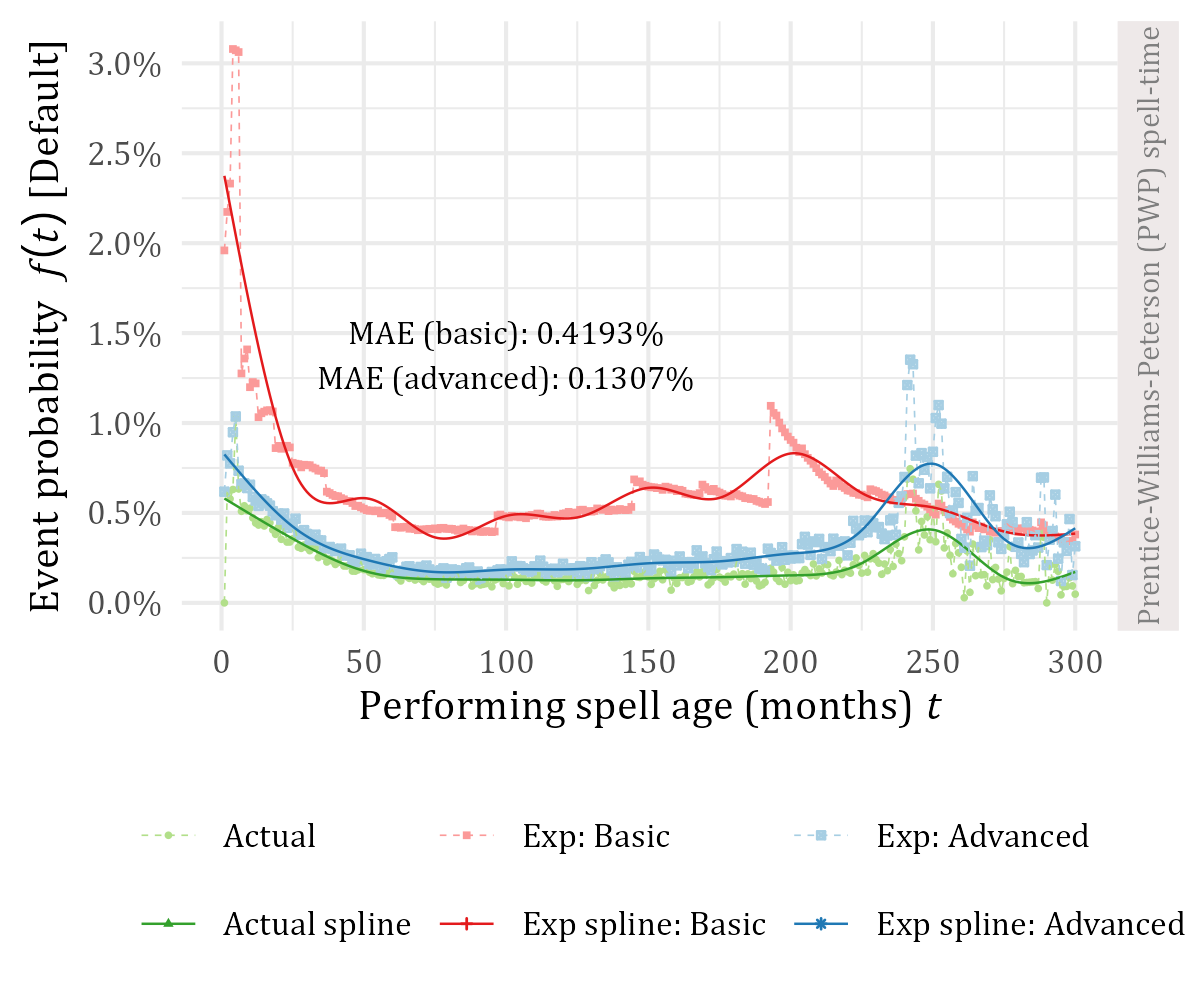 Event probability f(t) [Default]
3.0%
2.5%
2.0%
1.5%
1.0%
0.5%
0.0%
MAE (basic): 0.4193%
MAE (advanced): 0.1307%
Prentice-Williams-Peterson (PWP) spell-time
0 50 100 150 200 250 300
Performing spell age (months) t
Actual Exp: Basic Exp: Advanced
Actual spline Exp spline: Basic Exp spline: Advanced